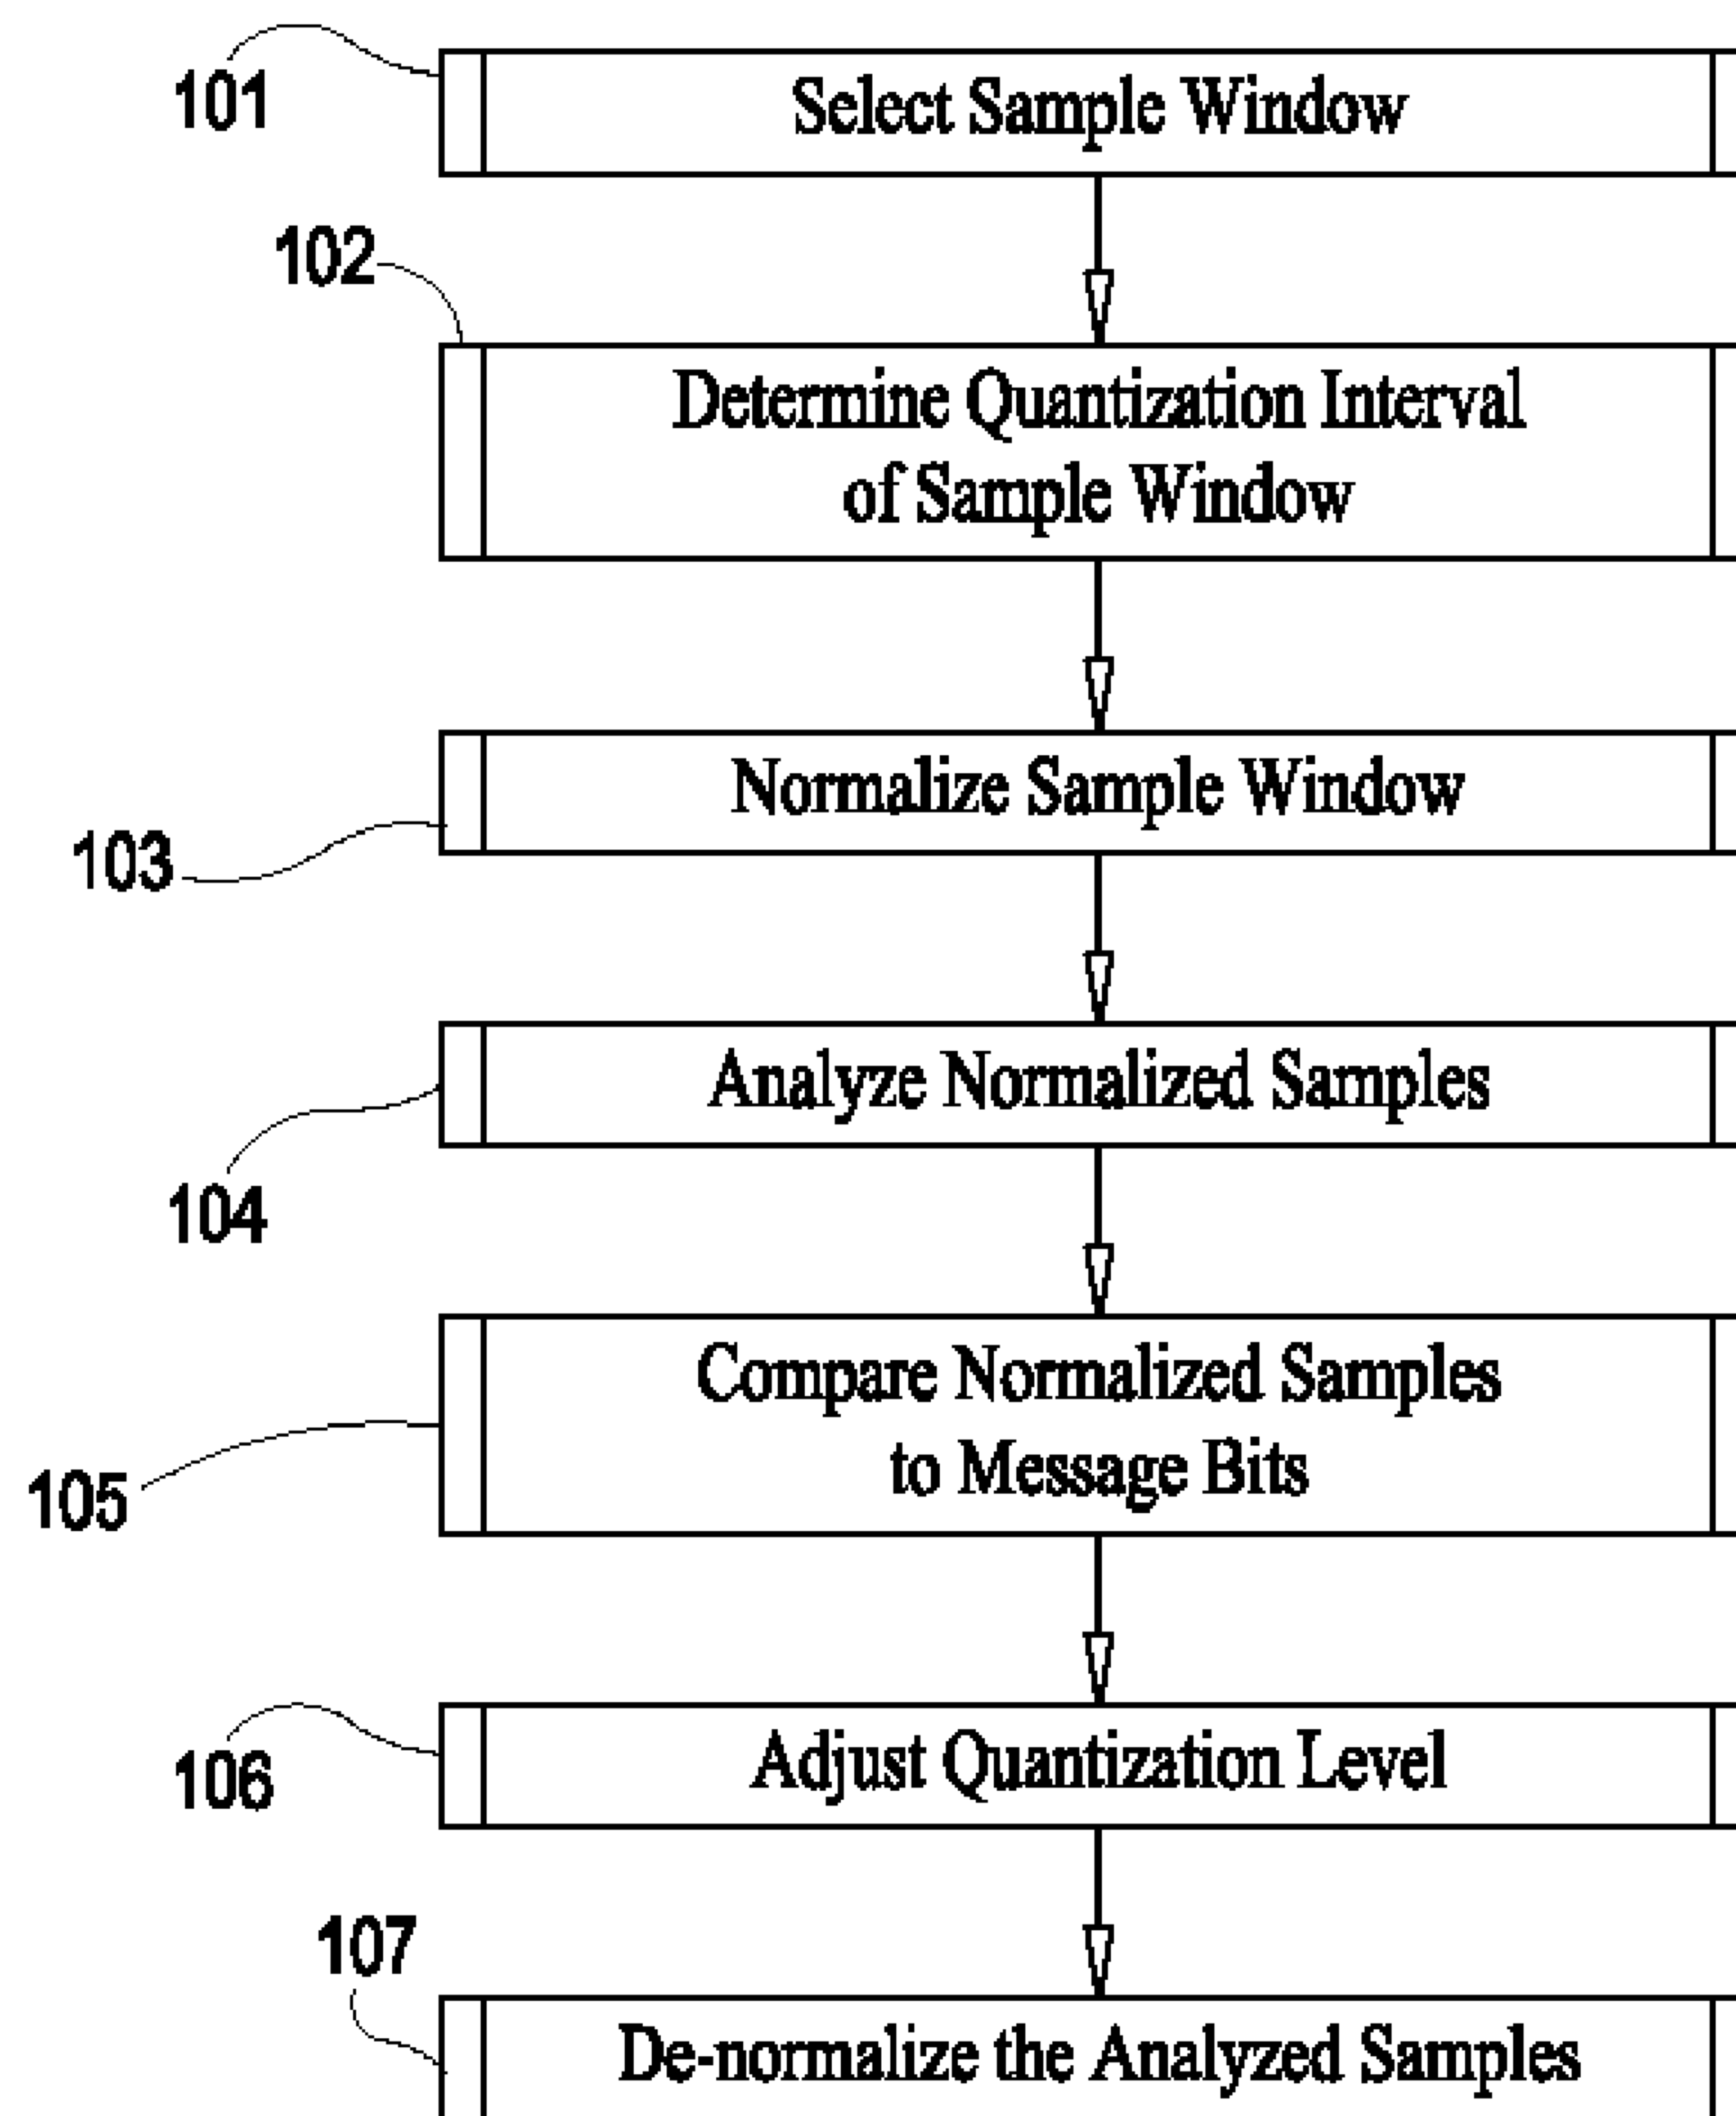 101
Select Sample Window
102
Determine Quantization Interval
of Sample Window
Normalize Sample Window
103
Analyze Normalized Samples
104
Compare Normalized Samples
to Message Bits
105
Adjust Quantization Level
106
107
De-normalize the Analyzed Samples